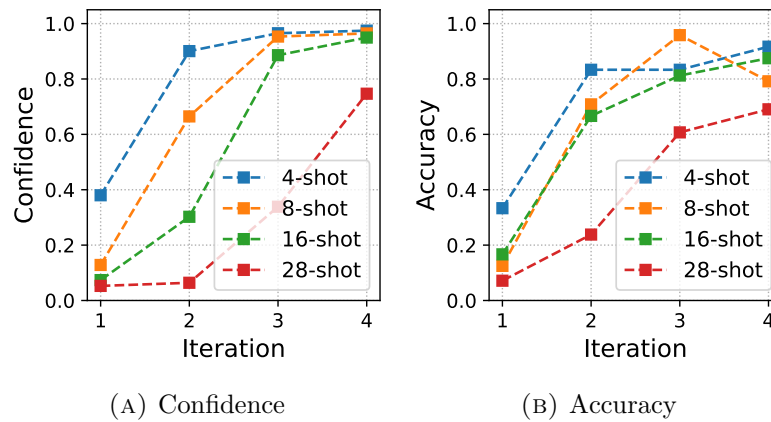 1.0
0.8
0.6
0.4
0.2
0.0
Confidence
4-shot
8-shot
16-shot
28-shot
1 2 3 4
Iteration
(A) Confidence
1.0
0.8
0.6
0.4
0.2
0.0
Accuracy
4-shot
8-shot
16-shot
28-shot
1 2 3 4
Iteration
(B) Accuracy